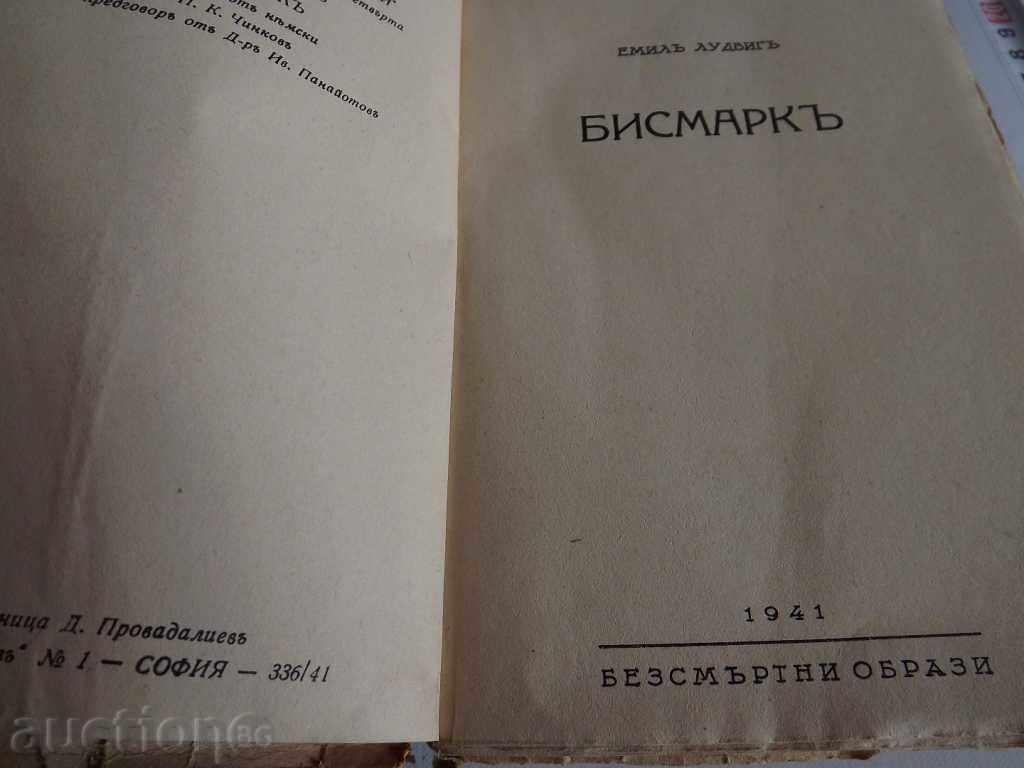 четвърта
КЪ
отъ нѣмски
П. К. Чинковъ
предговоръ отъ Д-ръ Ив. Панайотовъ
ница Д. Провадалиевъ
№ 1 — СОФИЯ — 336/41
ЕМИЛЪ ЛУДВИГЪ
БИСМАРКЪ
1941
БЕЗСМЪРТНИ ОБРАЗИ
auction.bg